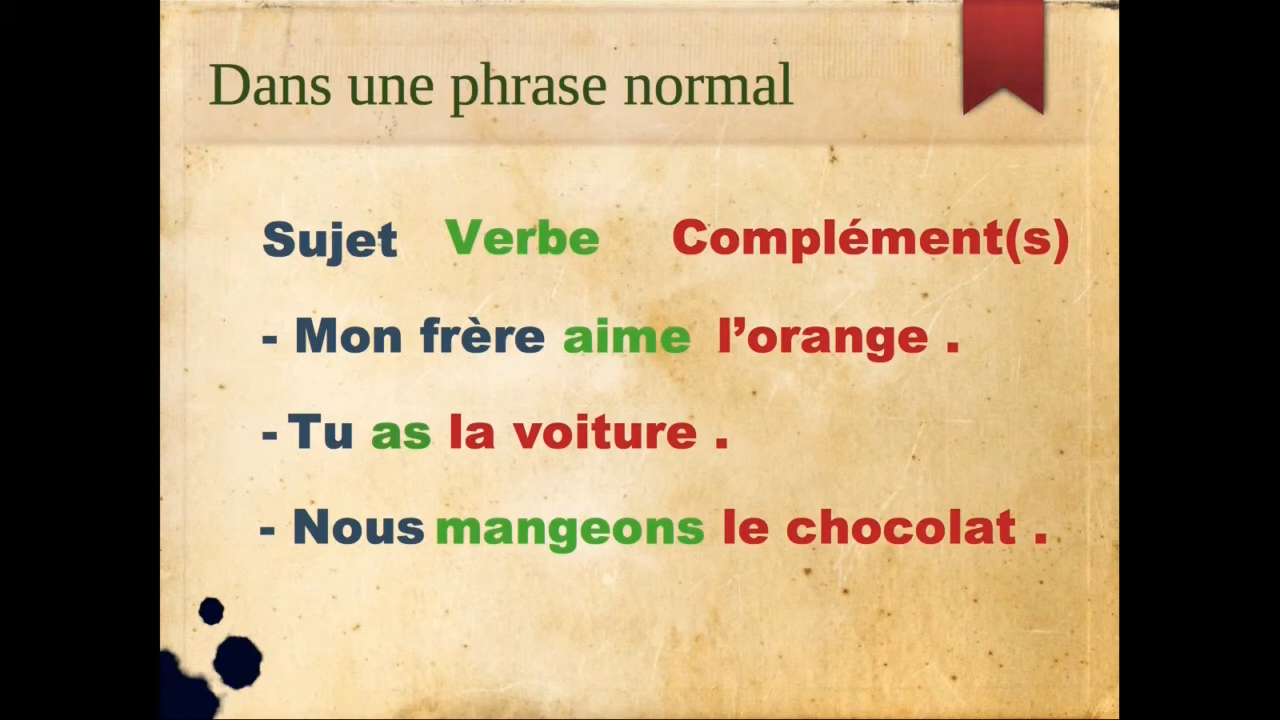 Dans une phrase normal
Sujet Verbe Complément(s)
- Mon frère aime l’orange .
- Tu as la voiture .
- Nous mangeons le chocolat .